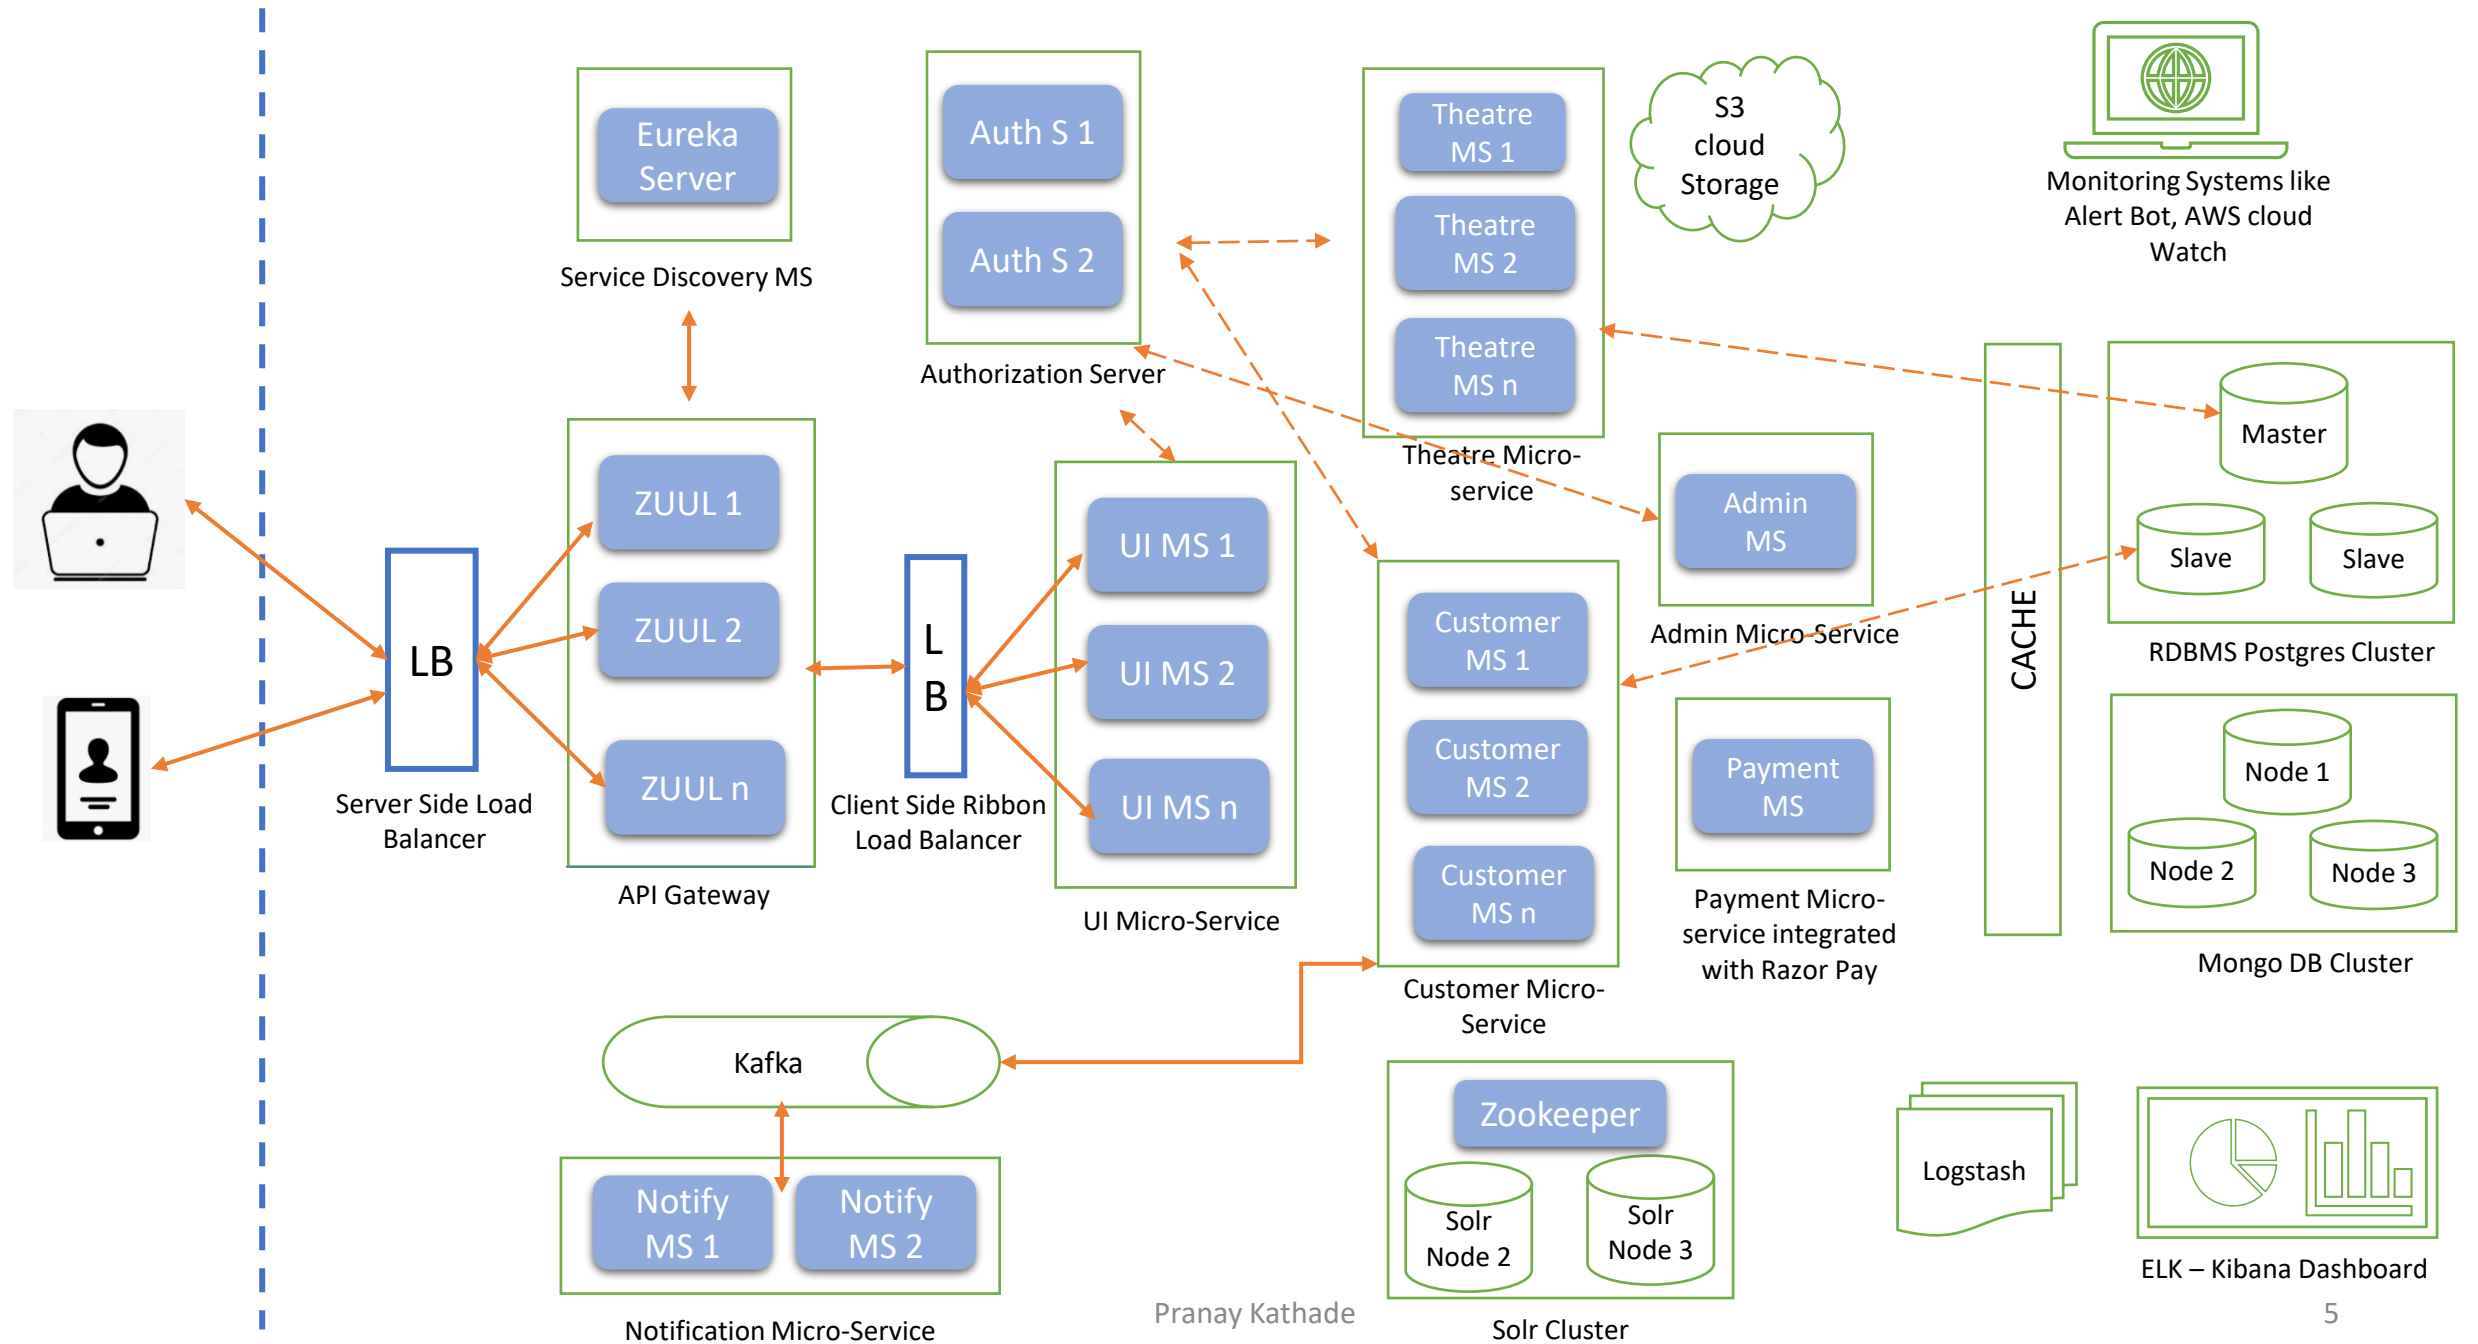 Eureka
Server
Service Discovery MS
Auth S 1
Auth S 2
Authorization Server
Theatre
MS 1
Theatre
MS 2
Theatre
MS n
Theatre Micro-
service
S3
cloud
Storage
Monitoring Systems like
Alert Bot, AWS cloud
Watch
LB
Server Side Load
Balancer
ZUUL 1
ZUUL 2
ZUUL n
API Gateway
L
B
Client Side Ribbon
Load Balancer
UI MS 1
UI MS 2
UI MS n
UI Micro-Service
Customer
MS 1
Customer
MS 2
Customer
MS n
Customer Micro-
Service
Admin
MS
Admin Micro-Service
Payment
MS
Payment Micro-
service integrated
with Razor Pay
CACHE
Master
Slave
Slave
RDBMS Postgres Cluster
Node 1
Node 2
Node 3
Mongo DB Cluster
Kafka
Notify
MS 1
Notify
MS 2
Notification Micro-Service
Zookeeper
Solr
Node 2
Solr
Node 3
Solr Cluster
Logstash
ELK – Kibana Dashboard
Pranay Kathade
5